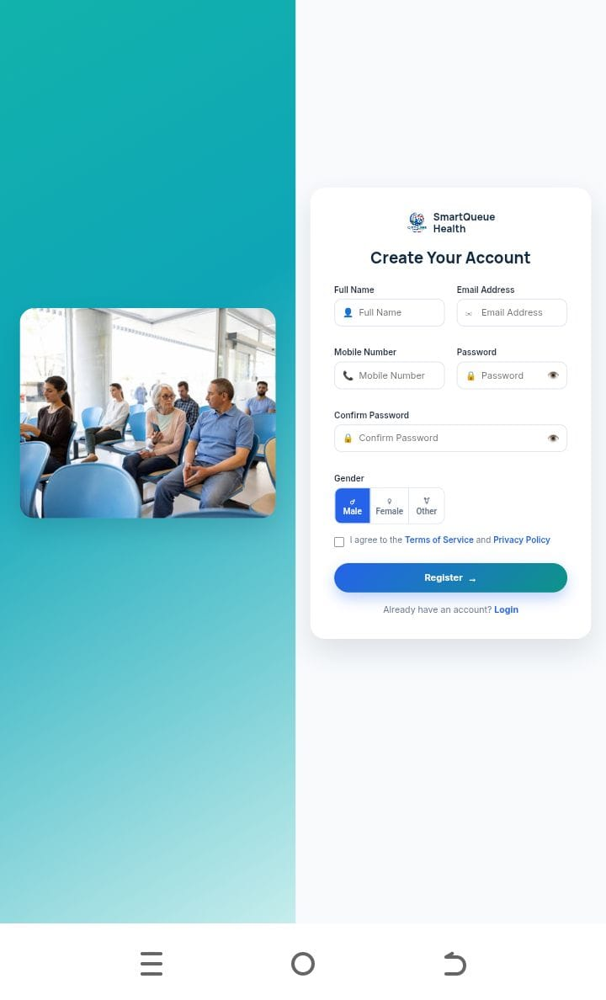 SmartQueue
Health
Create Your Account
Full Name
Email Address
Full Name
Email Address
Mobile Number
Password
Mobile Number
Password
Confirm Password
Confirm Password
Gender
Male
Female
Other
I agree to the Terms of Service and Privacy Policy
Register →
Already have an account? Login